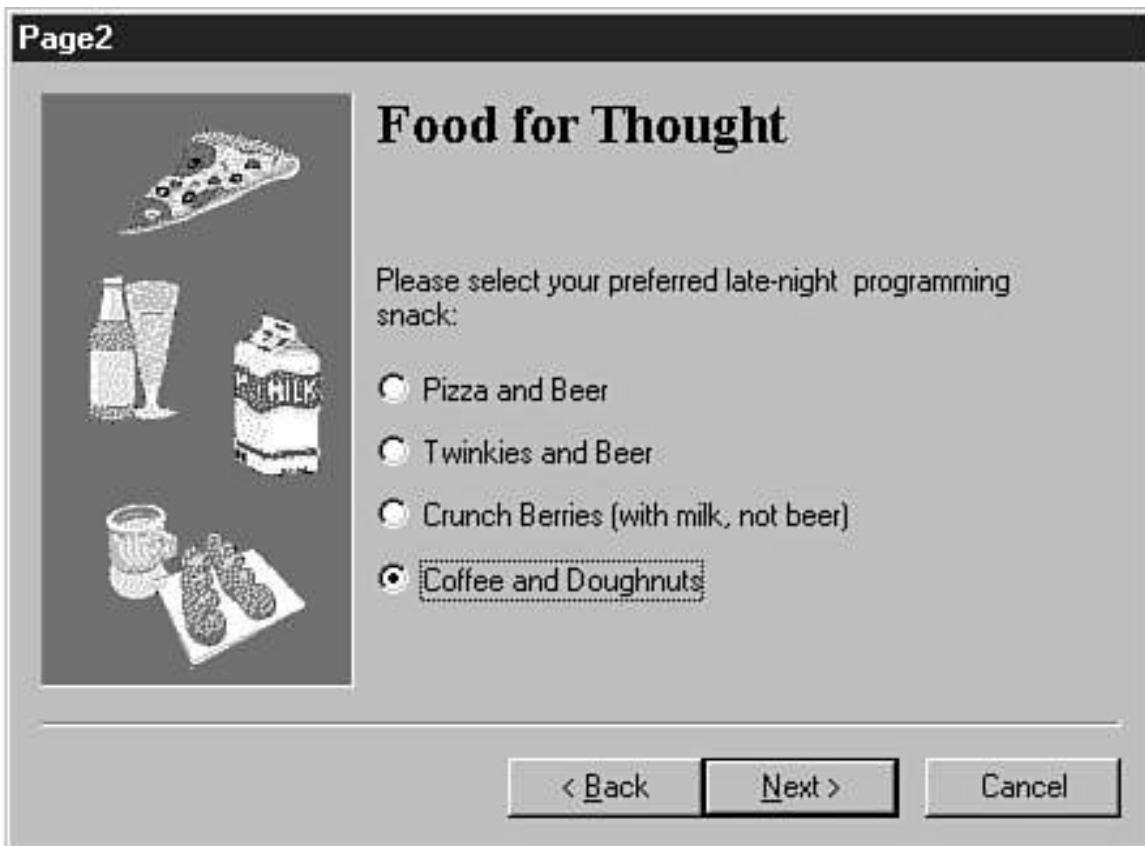 Page2
Food for Thought
Please select your preferred late-night  programming
snack:
Pizza and Beer
Twinkies and Beer
Crunch Berries (with milk, not beer)
Coffee and Doughnuts
MILK
< Back
Next >
Cancel